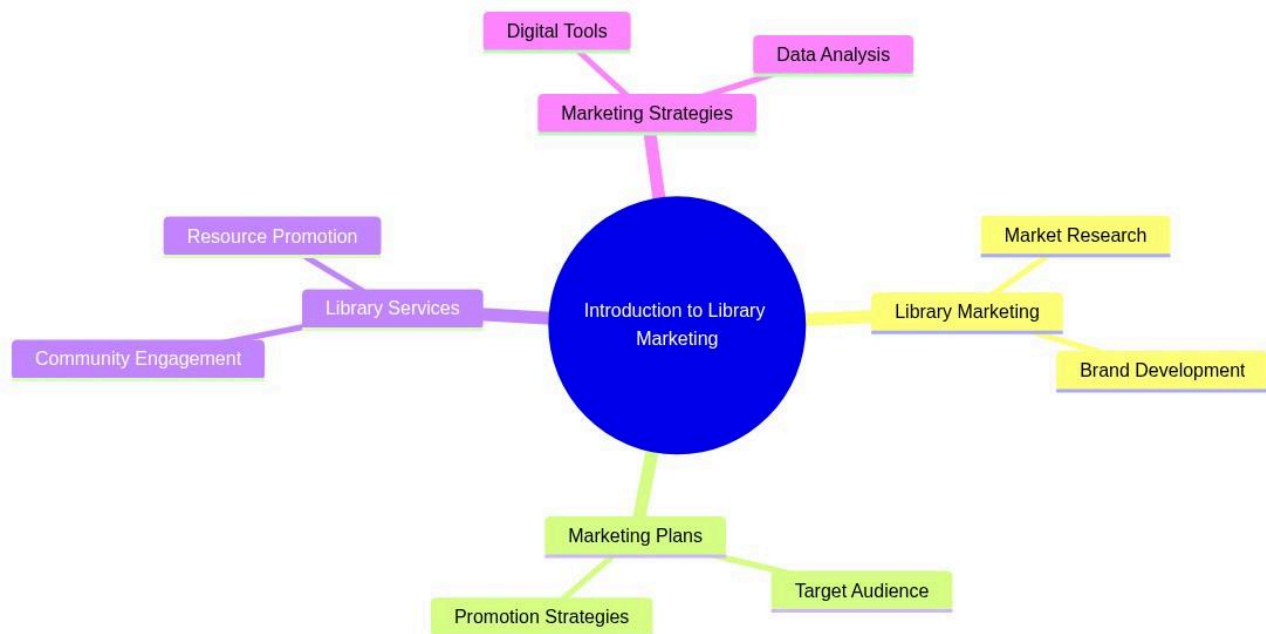 Digital Tools
Data Analysis
Marketing Strategies
Resource Promotion
Market Research
Library Services
Introduction to Library
Marketing
Library Marketing
Community Engagement
Brand Development
Marketing Plans
Target Audience
Promotion Strategies